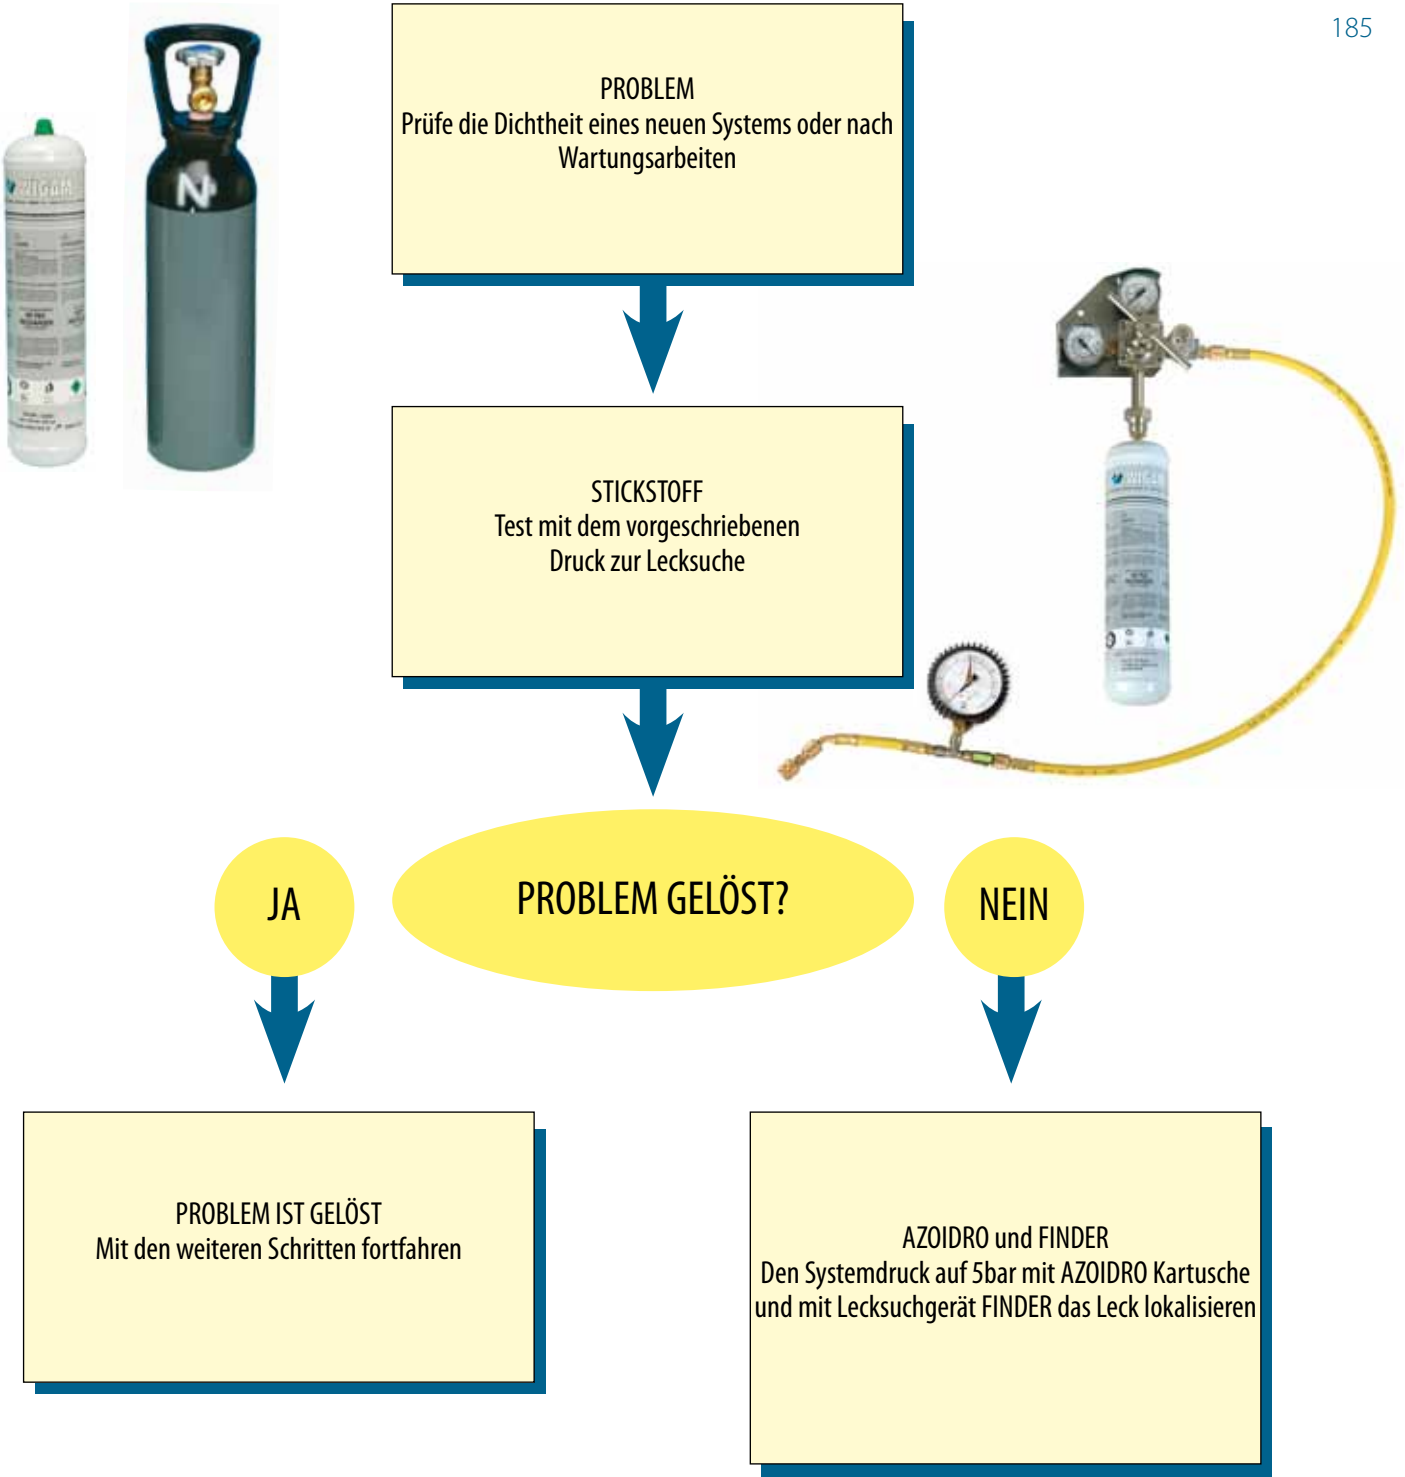 185
PROBLEM
Prüfe die Dichtheit eines neuen Systems oder nach
Wartungsarbeiten
N
WIGAM
STICKSTOFF
Test mit dem vorgeschriebenen
Druck zur Lecksuche
WIGAM
JA
PROBLEM GELÖST?
NEIN
PROBLEM IST GELÖST
Mit den weiteren Schritten fortfahren
AZOIDRO und FINDER
Den Systemdruck auf 5bar mit AZOIDRO Kartusche
und mit Lecksuchgerät FINDER das Leck lokalisieren